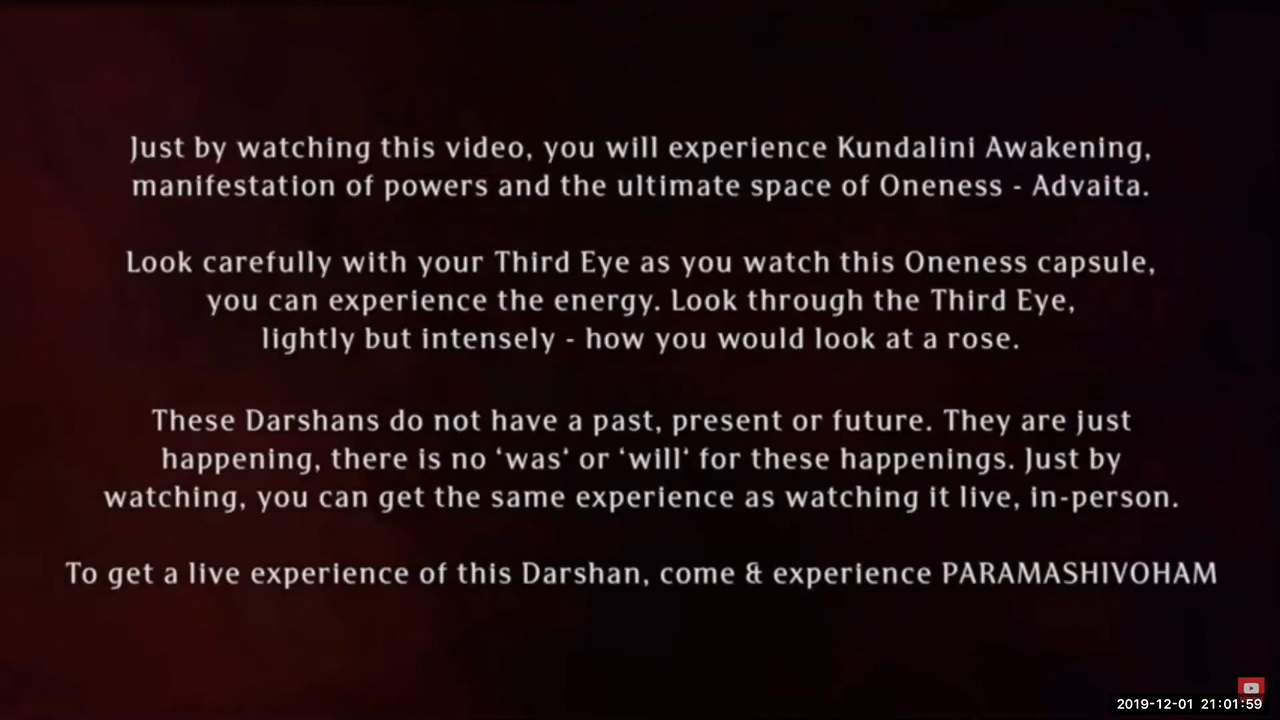 Just by watching this video, you will experience Kundalini Awakening,
manifestation of powers and the ultimate space of Oneness - Advaita.
Look carefully with your Third Eye as you watch this Oneness capsule,
you can experience the energy. Look through the Third Eye,
lightly but intensely - how you would look at a rose.
These Darshans do not have a past, present or future. They are just
happening, there is no ‘was‘ or ‘will‘ for these happenings. Just by
watching, you can get the same experience as watching it live, in-person.
To get a live experience of this Darshan, come & experience PARAMASHIVOHAM
2019-12-01 21:01:59